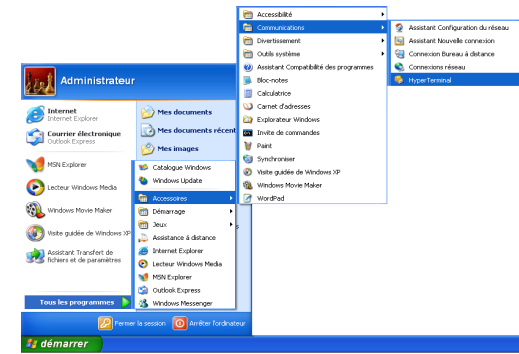 Accessibilité
Communications
Divertissement
Outils système
Assistant Compatibilité des programmes
Bloc-notes
Calculatrice
Carnet d'adresses
Explorateur Windows
Invite de commandes
Paint
Synchroniser
Visite guidée de Windows XP
Windows Movie Maker
WordPad
Assistant Configuration du réseau
Assistant Nouvelle connexion
Connexion Bureau à distance
Connexions réseau
HyperTerminal
Administrateur
Internet
Internet Explorer
Courrier électronique
Outlook Express
MSN Explorer
Lecteur Windows Media
Windows Movie Maker
Visite guidée de Windows XP
Assistant Transfert de
fichiers et de paramètres
Tous les programmes
Mes documents
Mes documents récent
Mes images
Catalogue Windows
Windows Update
Accessoires
Démarrage
Jeux
Assistance à distance
Internet Explorer
Lecteur Windows Media
MSN Explorer
Outlook Express
Windows Messenger
Fermer la session
Arrêter l'ordinateur
démarrer